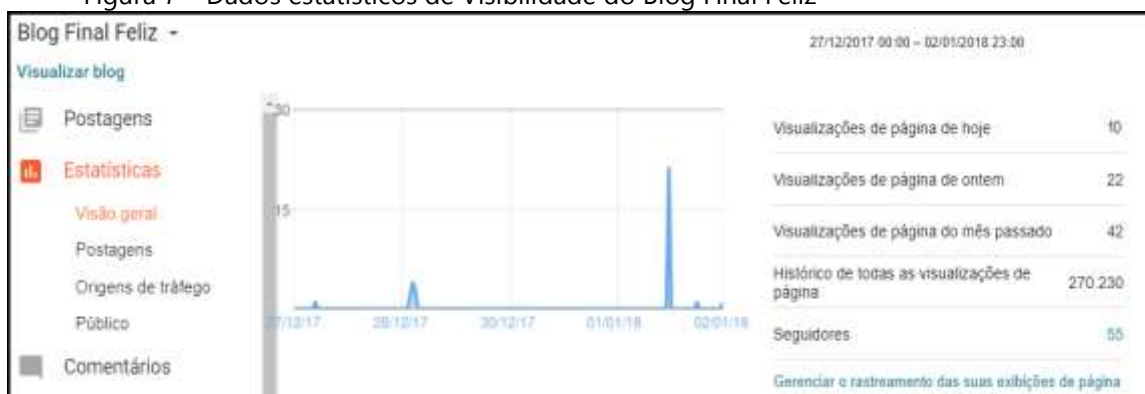 Figura 7 – Dados estatísticos de Visibilidade do Blog Final Feliz
Blog Final Feliz
27/12/2017 00:00 – 02/01/2018 23:00
Visualizar blog
Postagens
Estatísticas
Visão geral
Postagens
Origens de tráfego
Público
Comentários
30
15
27/12/17
28/12/17
30/12/17
01/01/18
02/01/18
Visualizações de página de hoje 10
Visualizações de página de ontem 22
Visualizações de página do mês passado 42
Histórico de todas as visualizações de
página 270 230
Seguidores 55
Gerenciar o rastreamento das suas exibições de página